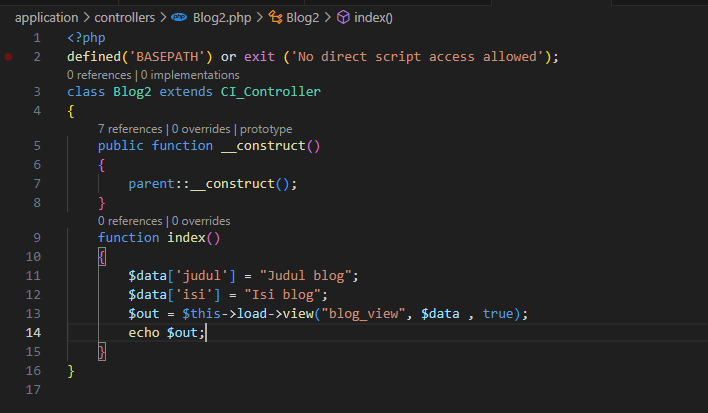 application > controllers > Blog2.php > Blog2 > index()
1 <?php
2 defined('BASEPATH') or exit ('No direct script access allowed');
0 references | 0 implementations
3 class Blog2 extends CI_Controller
4 {
7 references | 0 overrides | prototype
5 public function __construct()
6 {
7 parent::__construct();
8 }
0 references | 0 overrides
9 function index()
10 {
11 $data['judul'] = "Judul blog";
12 $data['isi'] = "Isi blog";
13 $out = $this->load->view("blog_view", $data , true);
14 echo $out;
15 }
16 }
17